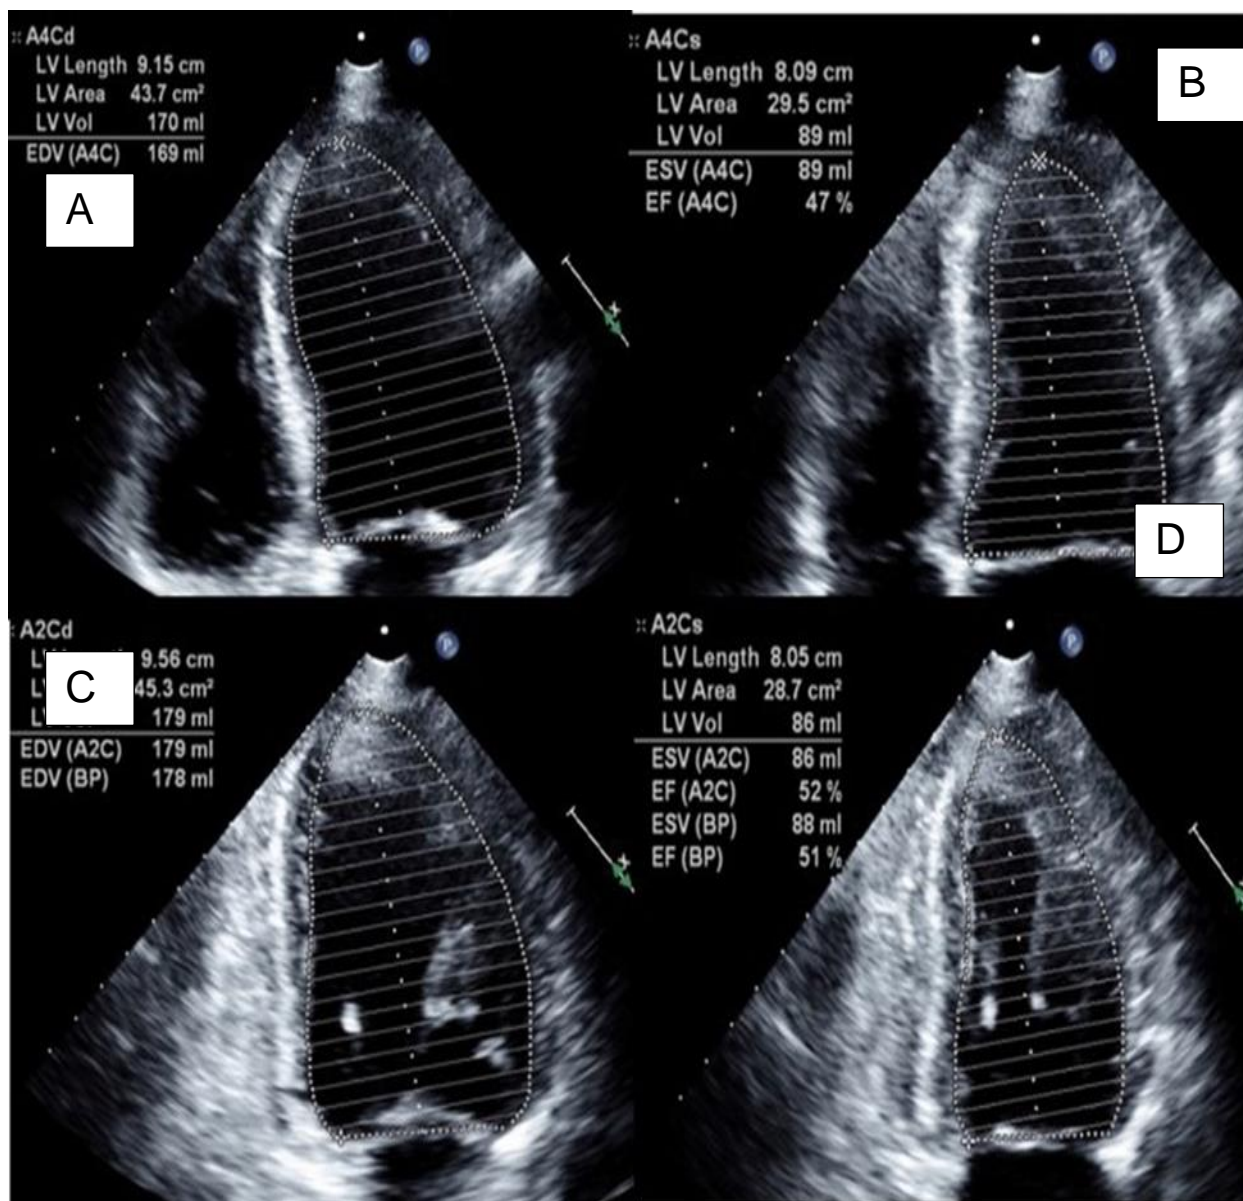 A4Cd
LV Length 9.15 cm
LV Area 43.7 cm²
LV Vol 170 ml
EDV (A4C) 169 ml
A
A4Cs
LV Length 8.09 cm
LV Area 29.5 cm²
LV Vol 89 ml
ESV (A4C) 89 ml
EF (A4C) 47 %
B
P
P
D
A2Cd
9.56 cm
45.3 cm²
179 ml
EDV (A2C) 179 ml
EDV (BP) 178 ml
C
A2Cs
LV Length 8.05 cm
LV Area 28.7 cm²
LV Vol 86 ml
ESV (A2C) 86 ml
EF (A2C) 52 %
ESV (BP) 88 ml
EF (BP) 51 %
P
P